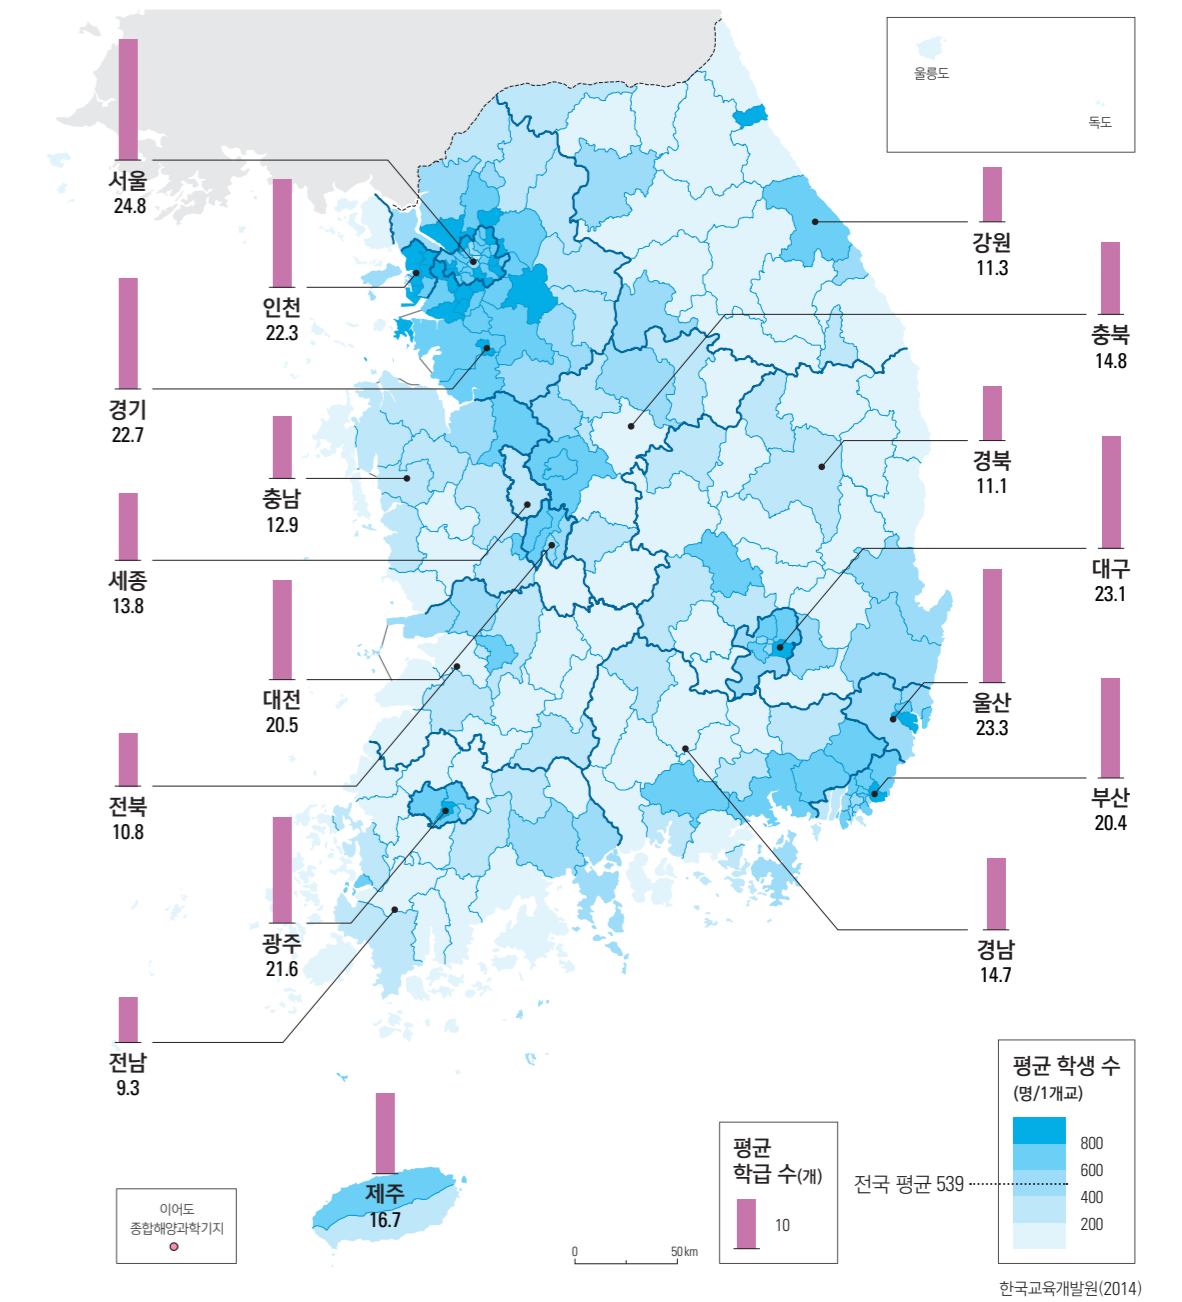 울릉도
독도
서울
24.8
인천
22.3
강원
11.3
충북
14.8
경기
22.7
충남
12.9
경북
11.1
세종
13.8
대구
23.1
대전
20.5
울산
23.3
전북
10.8
부산
20.4
광주
21.6
경남
14.7
전남
9.3
제주
16.7
이어도
종합해양과학기지
0 50km
평균
학급 수(개)
10
평균 학생 수
(명/1개교)
800
600
전국 평균 539
400
200
한국교육개발원(2014)